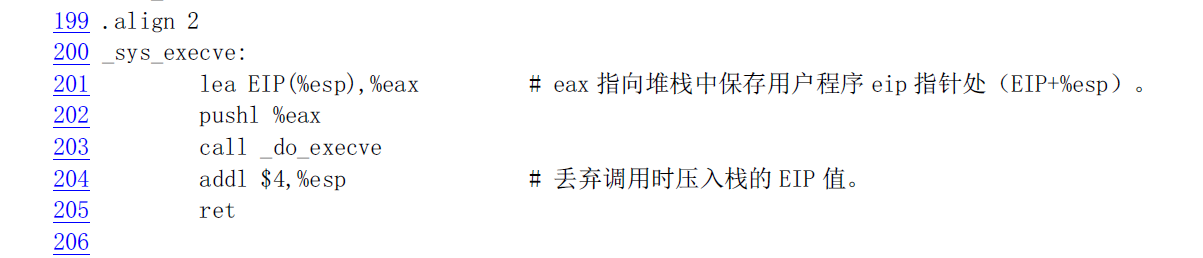 199 .align 2
200 _sys_execve:
201 lea EIP(%esp),%eax # eax 指向堆栈中保存用户程序 eip 指针处（EIP+%esp）。
202 pushl %eax
203 call _do_execve
204 addl $4,%esp # 丢弃调用时压入栈的 EIP 值。
205 ret
206